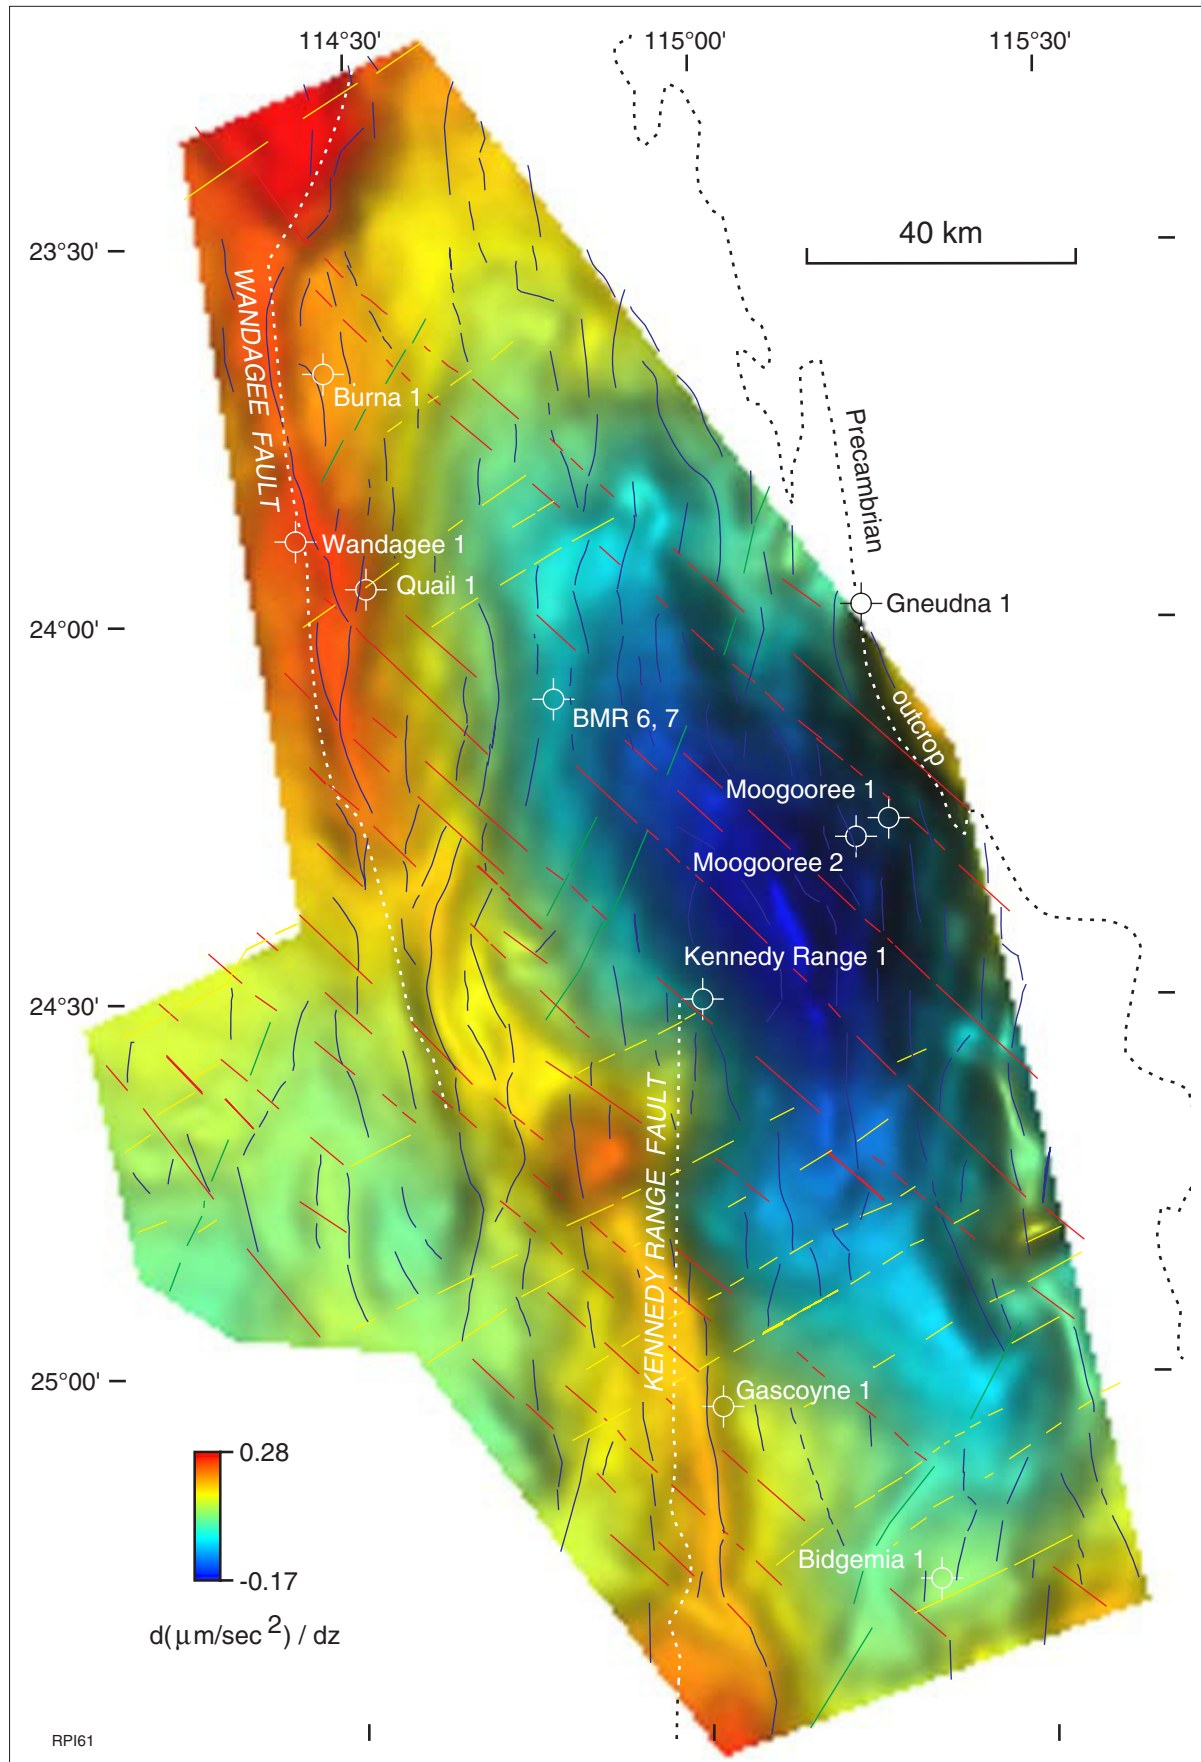 114°30'
115°00'
115°30'
23°30'
40 km
WANDAGEE FAULT
Burna 1
Precambrian
Wandagee 1
Quail 1
Gneudna 1
24°00'
outcrop
BMR 6, 7
Moogooree 1
Moogooree 2
Kennedy Range 1
24°30'
KENNEDY RANGE FAULT
25°00'
Gascoyne 1
0.28
Bidgemia 1
-0.17
d(μm/sec²) / dz
RPI61